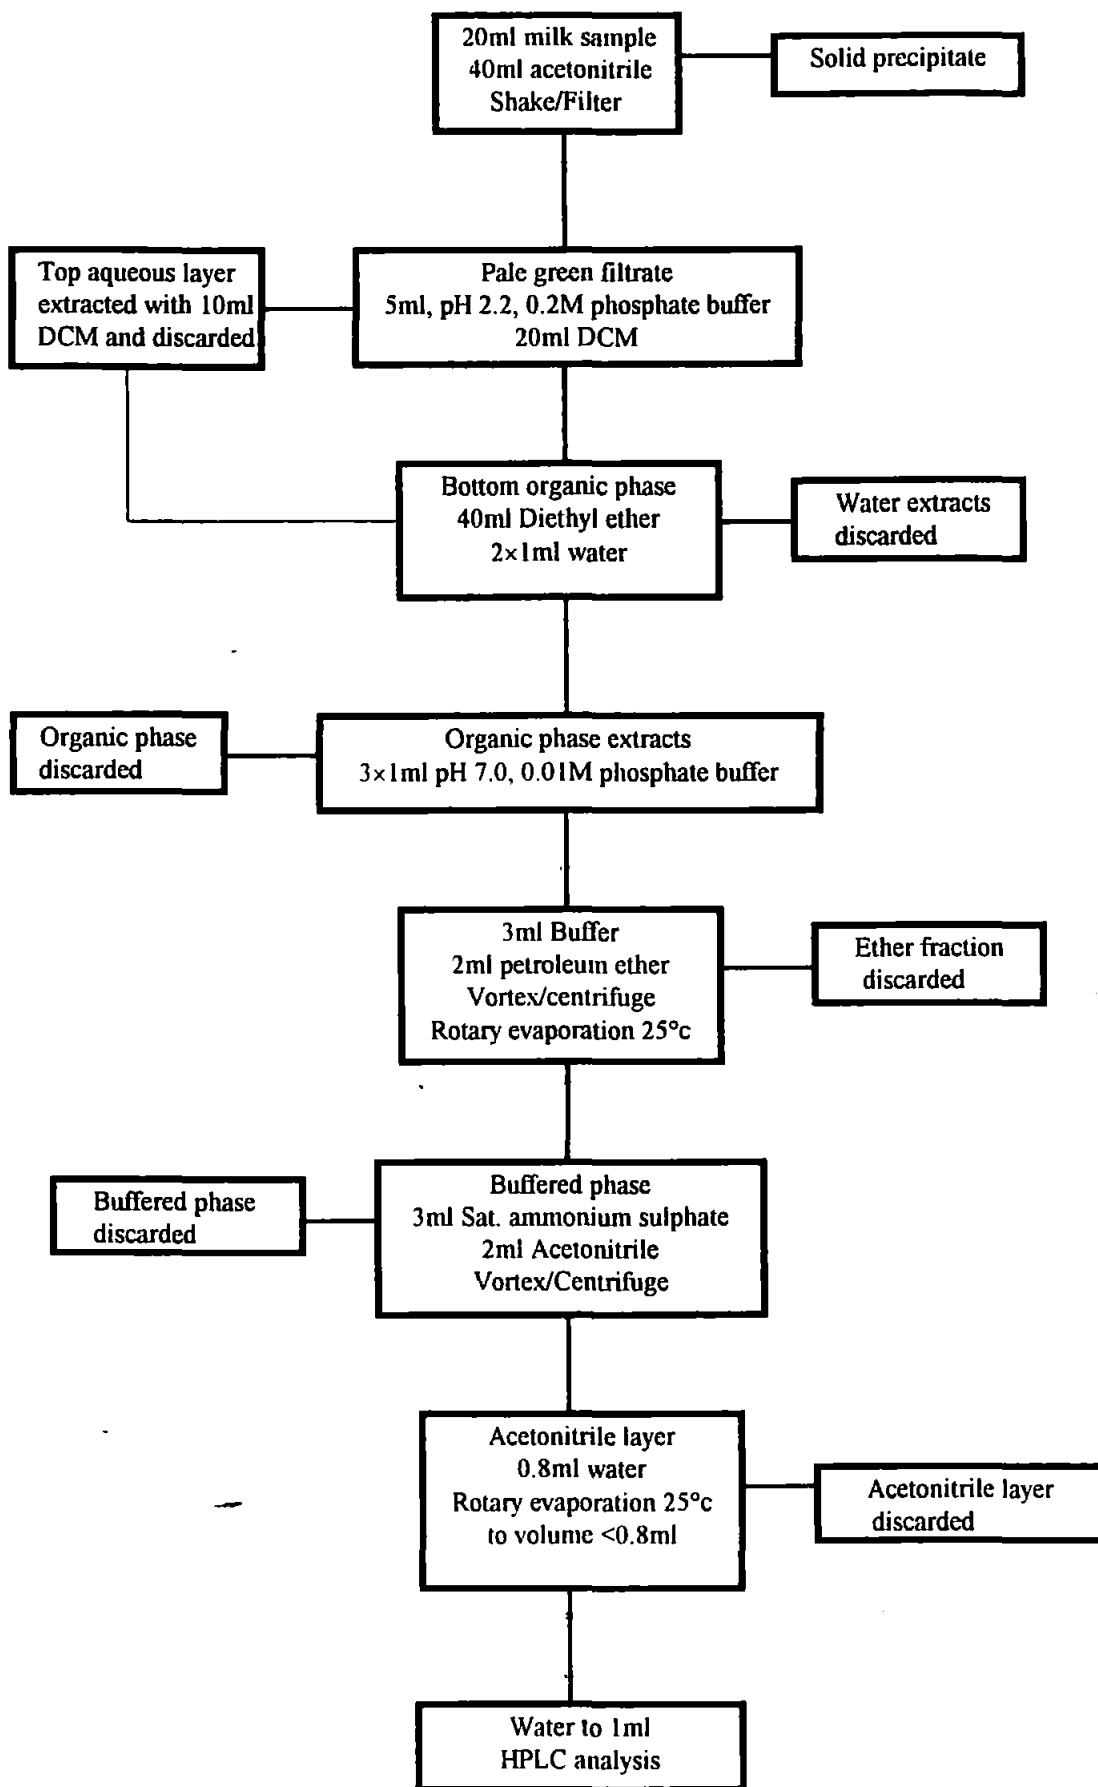 20ml milk sample
40ml acetonitrile
Shake/Filter
Solid precipitate
Top aqueous layer
extracted with 10ml
DCM and discarded
Pale green filtrate
5ml, pH 2.2, 0.2M phosphate buffer
20ml DCM
Bottom organic phase
40ml Diethyl ether
2×1ml water
Water extracts
discarded
Organic phase
discarded
Organic phase extracts
3×1ml pH 7.0, 0.01M phosphate buffer
3ml Buffer
2ml petroleum ether
Vortex/centrifuge
Rotary evaporation 25°c
Ether fraction
discarded
Buffered phase
discarded
Buffered phase
3ml Sat. ammonium sulphate
2ml Acetonitrile
Vortex/Centrifuge
Acetonitrile layer
0.8ml water
Rotary evaporation 25°c
to volume <0.8ml
Acetonitrile layer
discarded
Water to 1ml
HPLC analysis